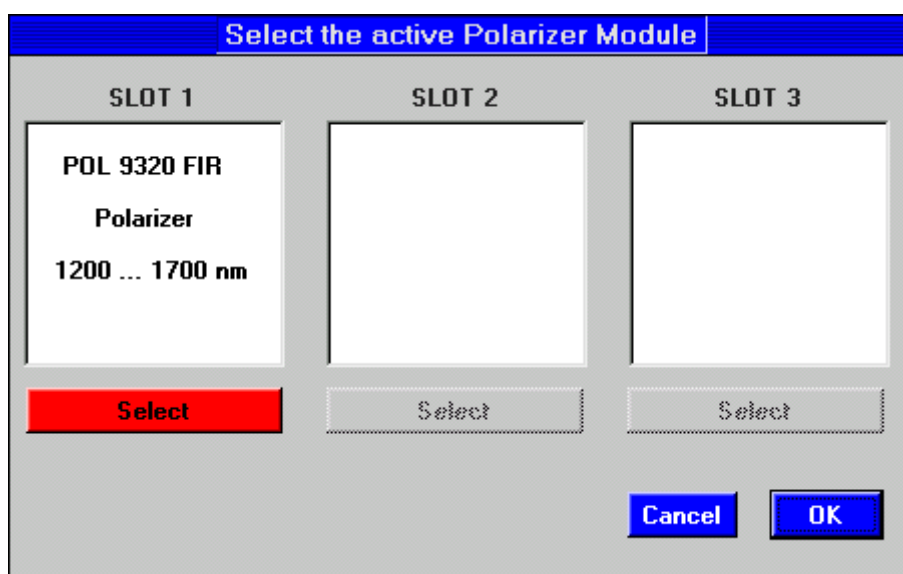 Select the active Polarizer Module
SLOT 1
SLOT 2
SLOT 3
POL 9320 FIR
Polarizer
1200 ... 1700 nm
Select
Select
Select
Cancel
OK